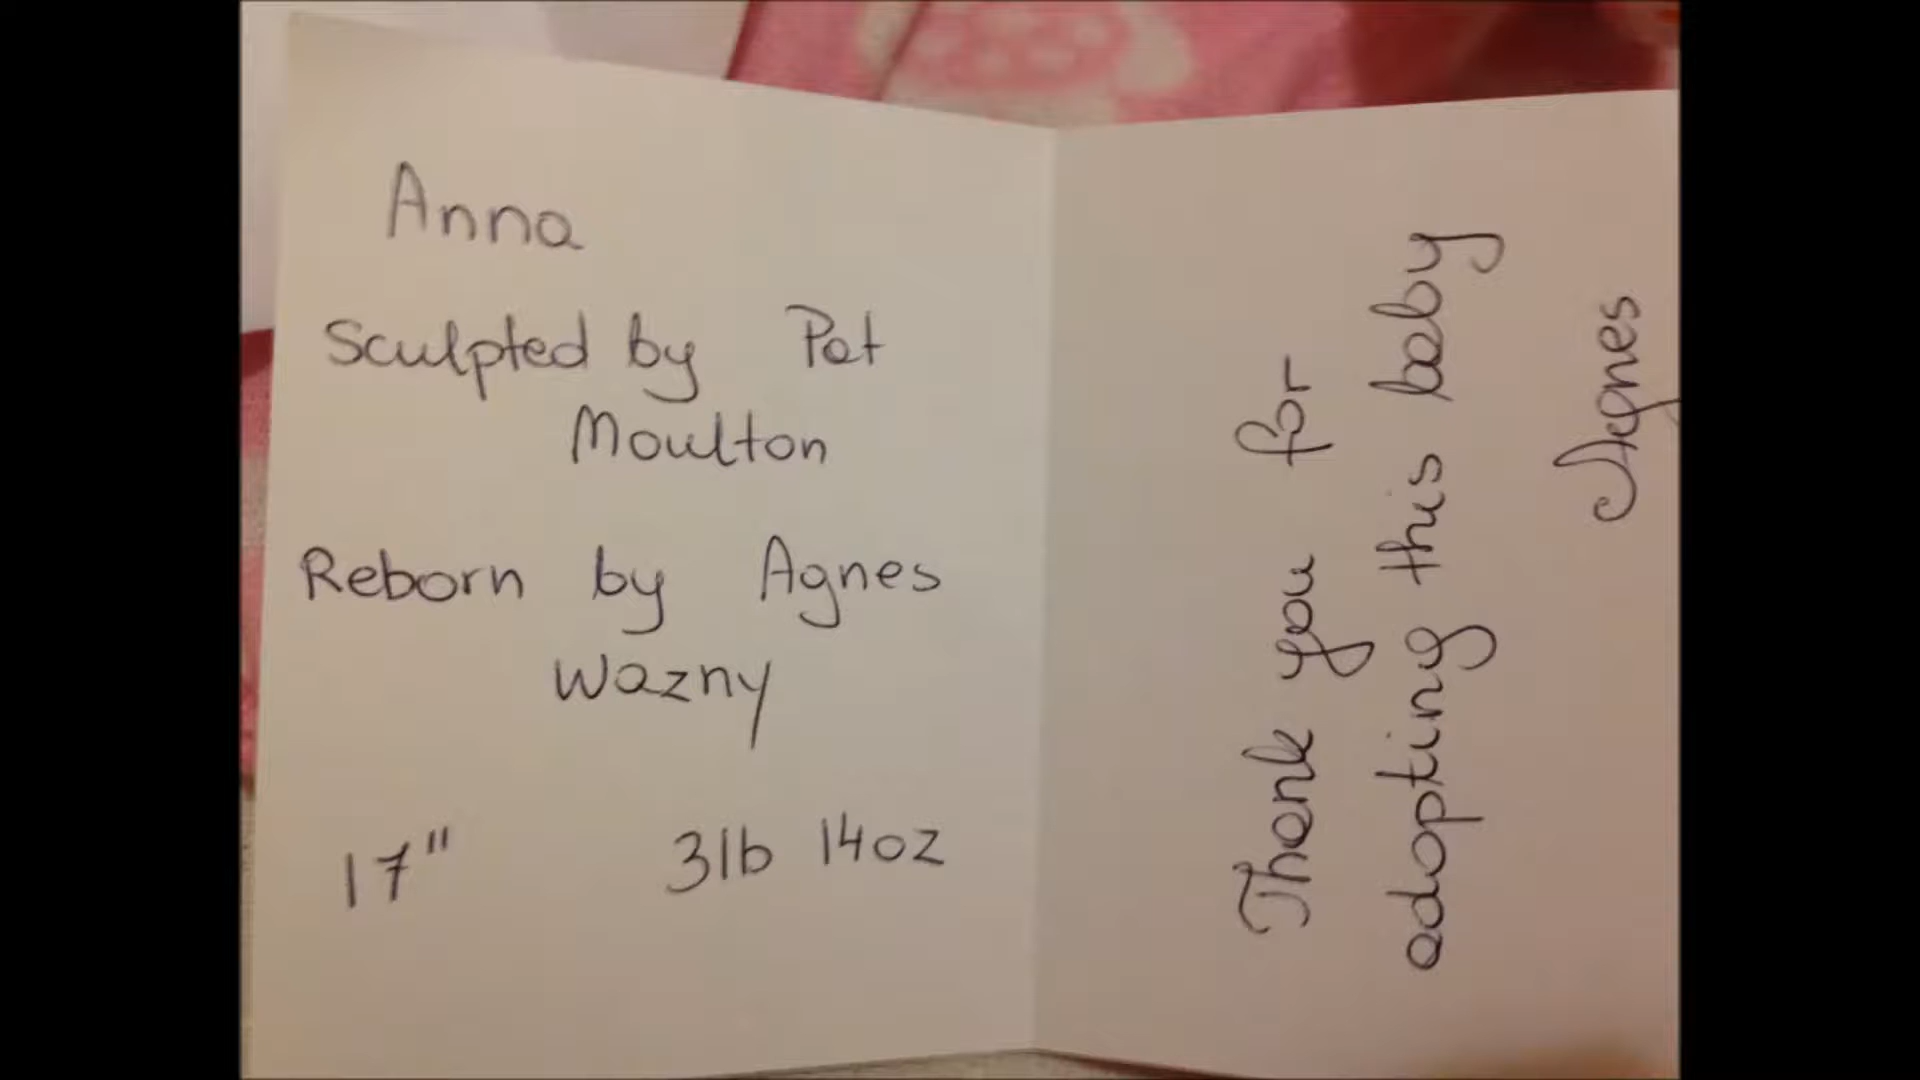 Anna
Sculpted by Pat
Moulton
Reborn by Agnes
Wazny
17" 3lb 14oz
Thank you for
adopting this baby
Agnes